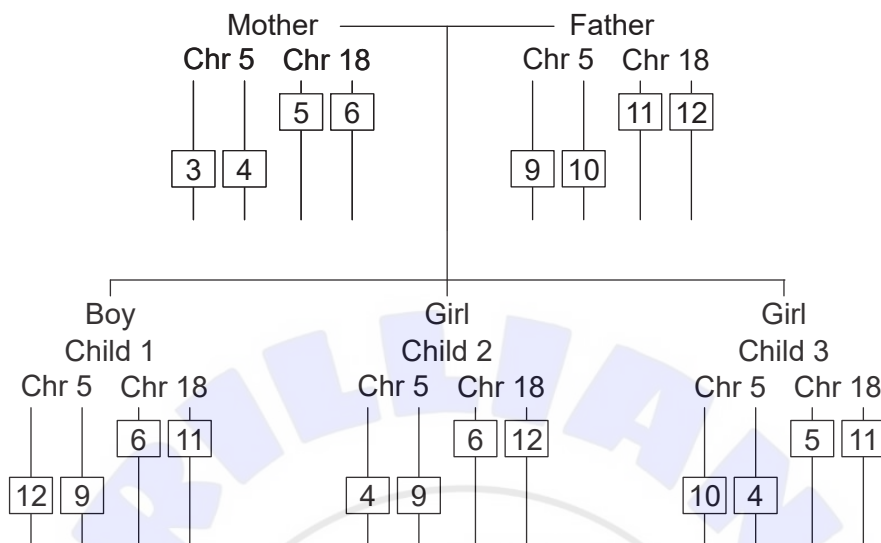 Mother Father
Chr 5 Chr 18 Chr 5 Chr 18
5 6 11 12
3 4 9 10
Boy Girl Girl
Child 1 Child 2 Child 3
Chr 5 Chr 18 Chr 5 Chr 18 Chr 5 Chr 18
6 11 6 12 5 11
12 9 4 9 10 4
RILLIAN